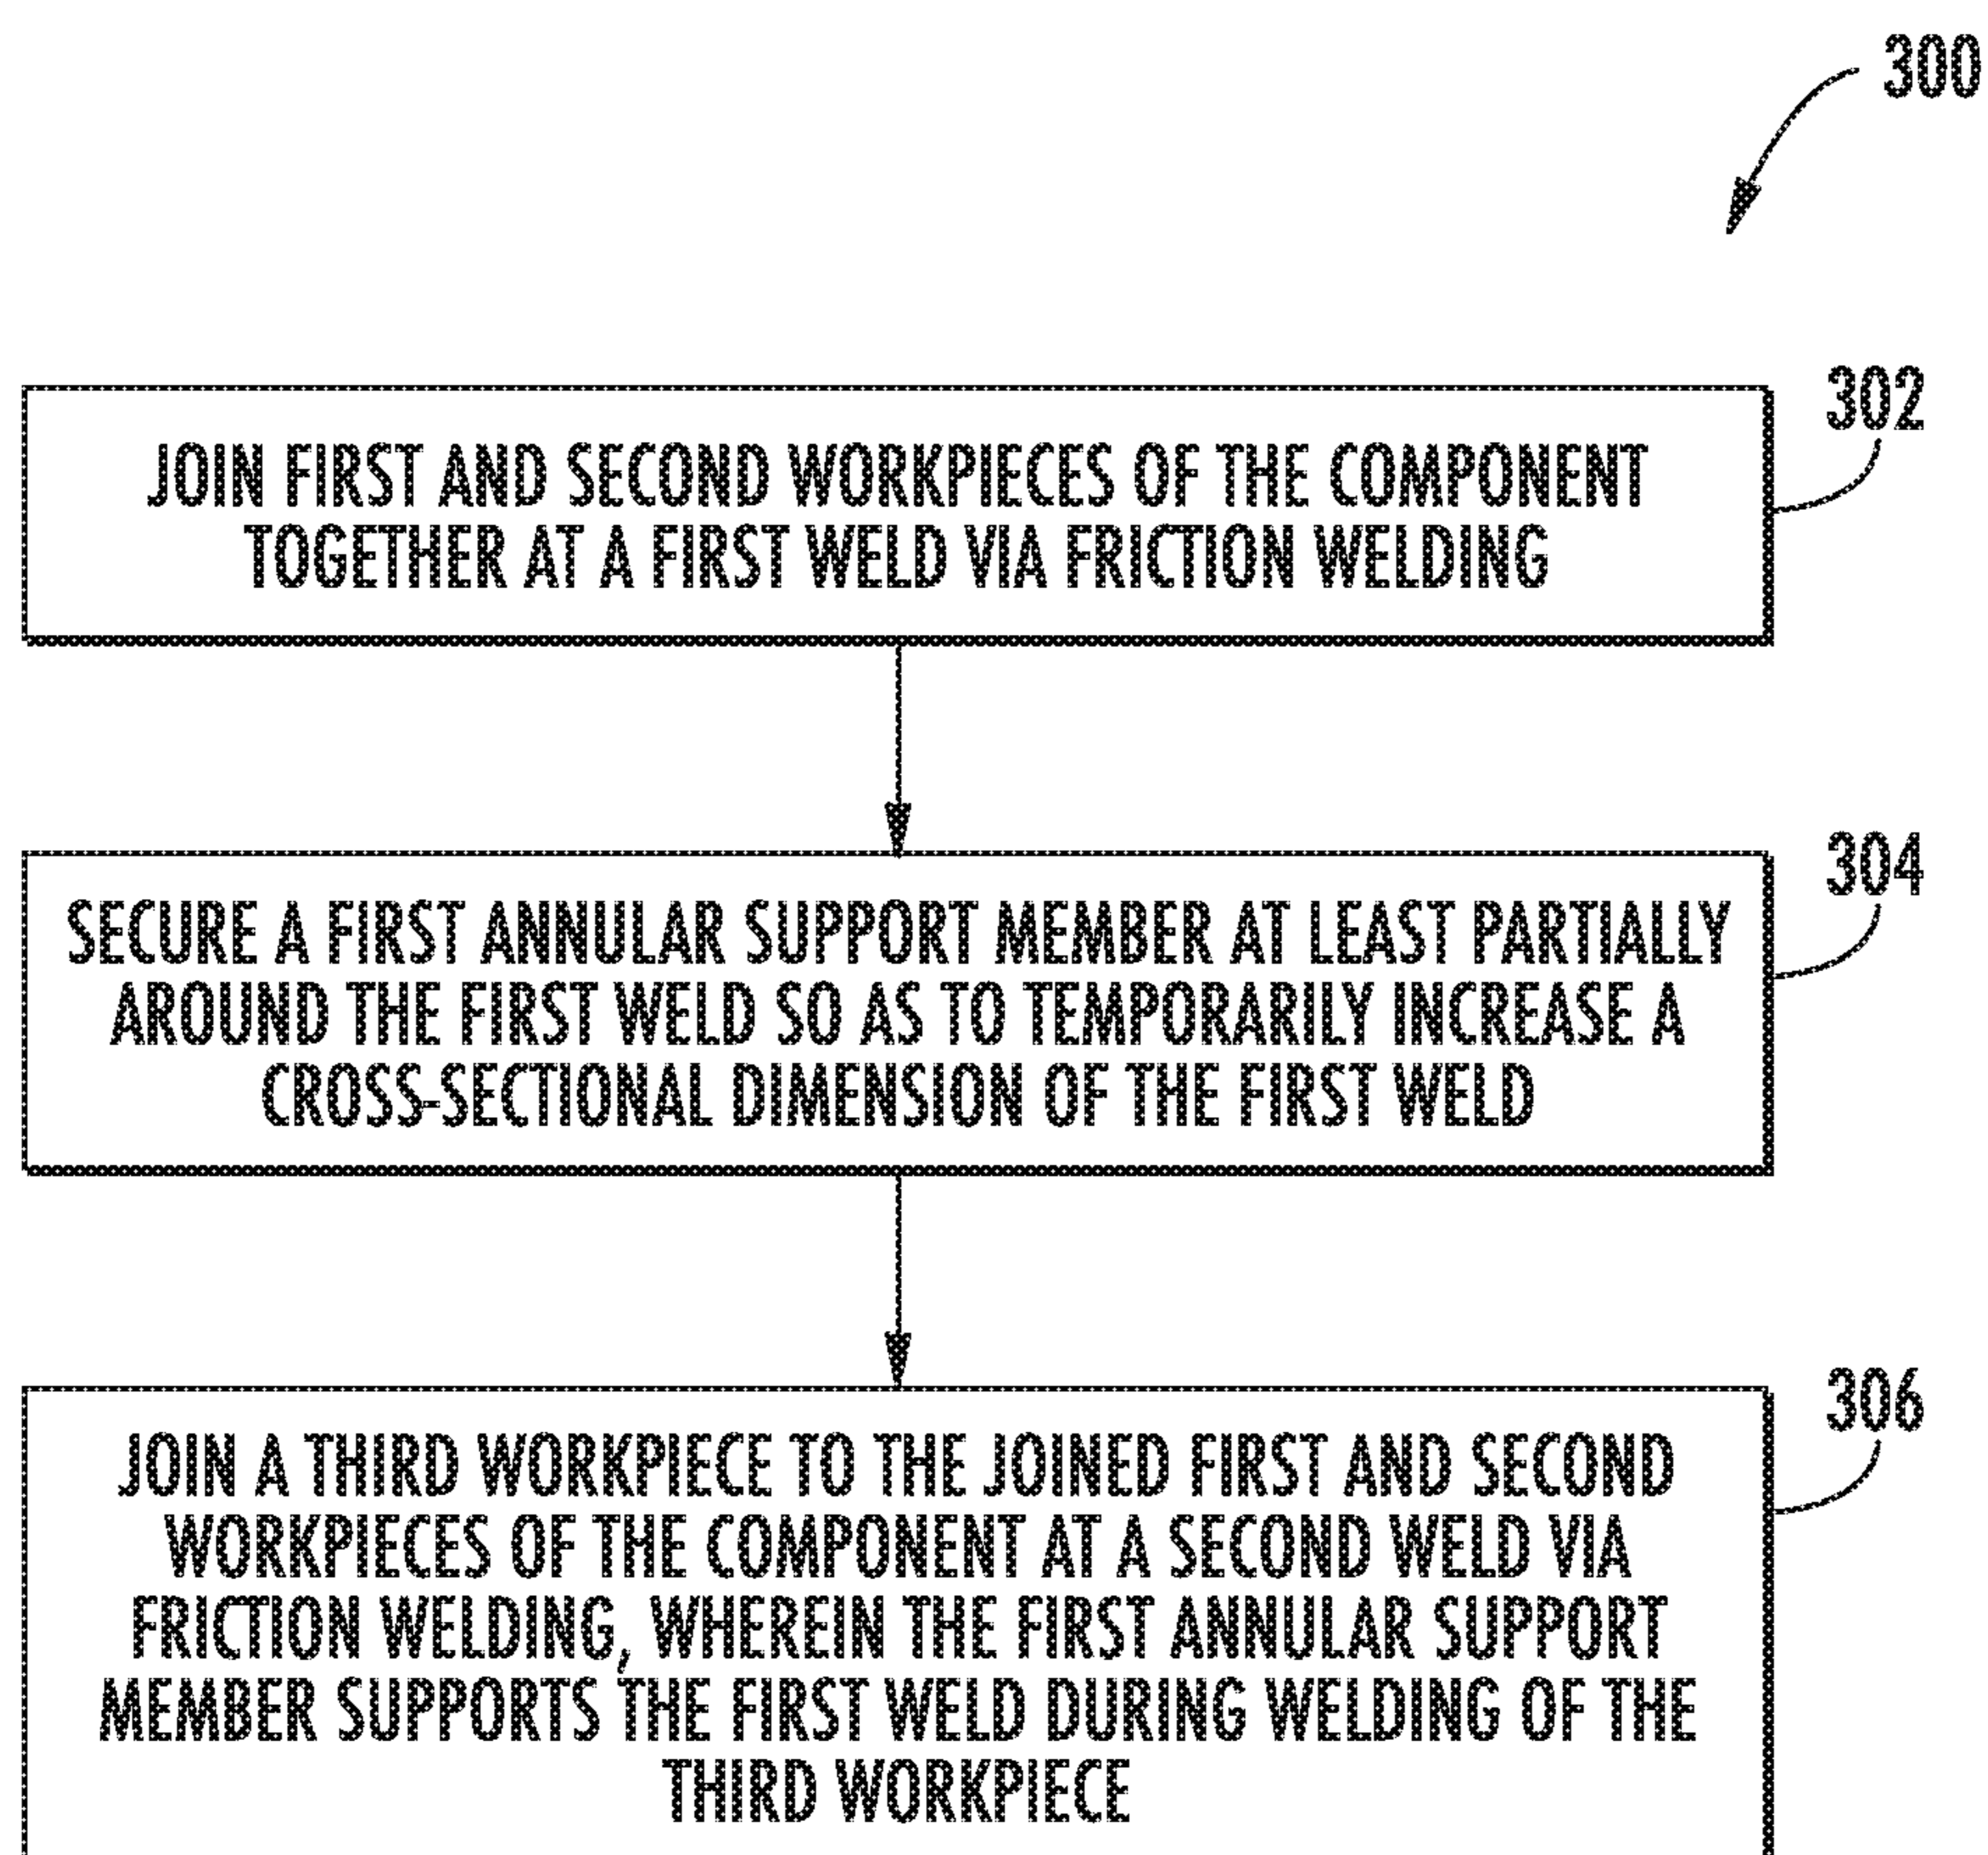 300
302
JOIN FIRST AND SECOND WORKPIECES OF THE COMPONENT
TOGETHER AT A FIRST WELD VIA FRICTION WELDING
304
SECURE A FIRST ANNULAR SUPPORT MEMBER AT LEAST PARTIALLY
AROUND THE FIRST WELD SO AS TO TEMPORARILY INCREASE A
CROSS-SECTIONAL DIMENSION OF THE FIRST WELD
306
JOIN A THIRD WORKPIECE TO THE JOINED FIRST AND SECOND
WORKPIECES OF THE COMPONENT AT A SECOND WELD VIA
FRICTION WELDING, WHEREIN THE FIRST ANNULAR SUPPORT
MEMBER SUPPORTS THE FIRST WELD DURING WELDING OF THE
THIRD WORKPIECE